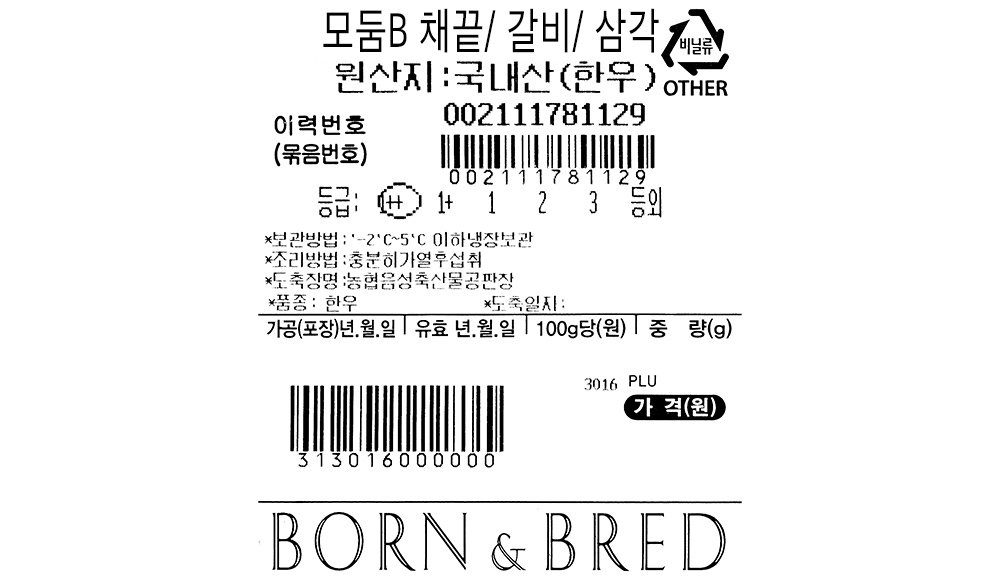 모둠B 채끝/ 갈비/ 삼각
비닐류
OTHER
원산지:국내산(한우)
이력번호
(묶음번호)
002111781129
002111781129
등급: 1++ 1+ 1 2 3 등외
*보관방법:'-2'C~5'C 이하냉장보관
*조리방법:충분히가열후섭취
*도축장명:농협음성축산물공판장
*품종: 한우 *도축일자:
가공(포장)년.월.일 유효 년.월.일 100g당(원) 중 량(g)
3016 PLU
가 격(원)
313016000000
BORN & BRED